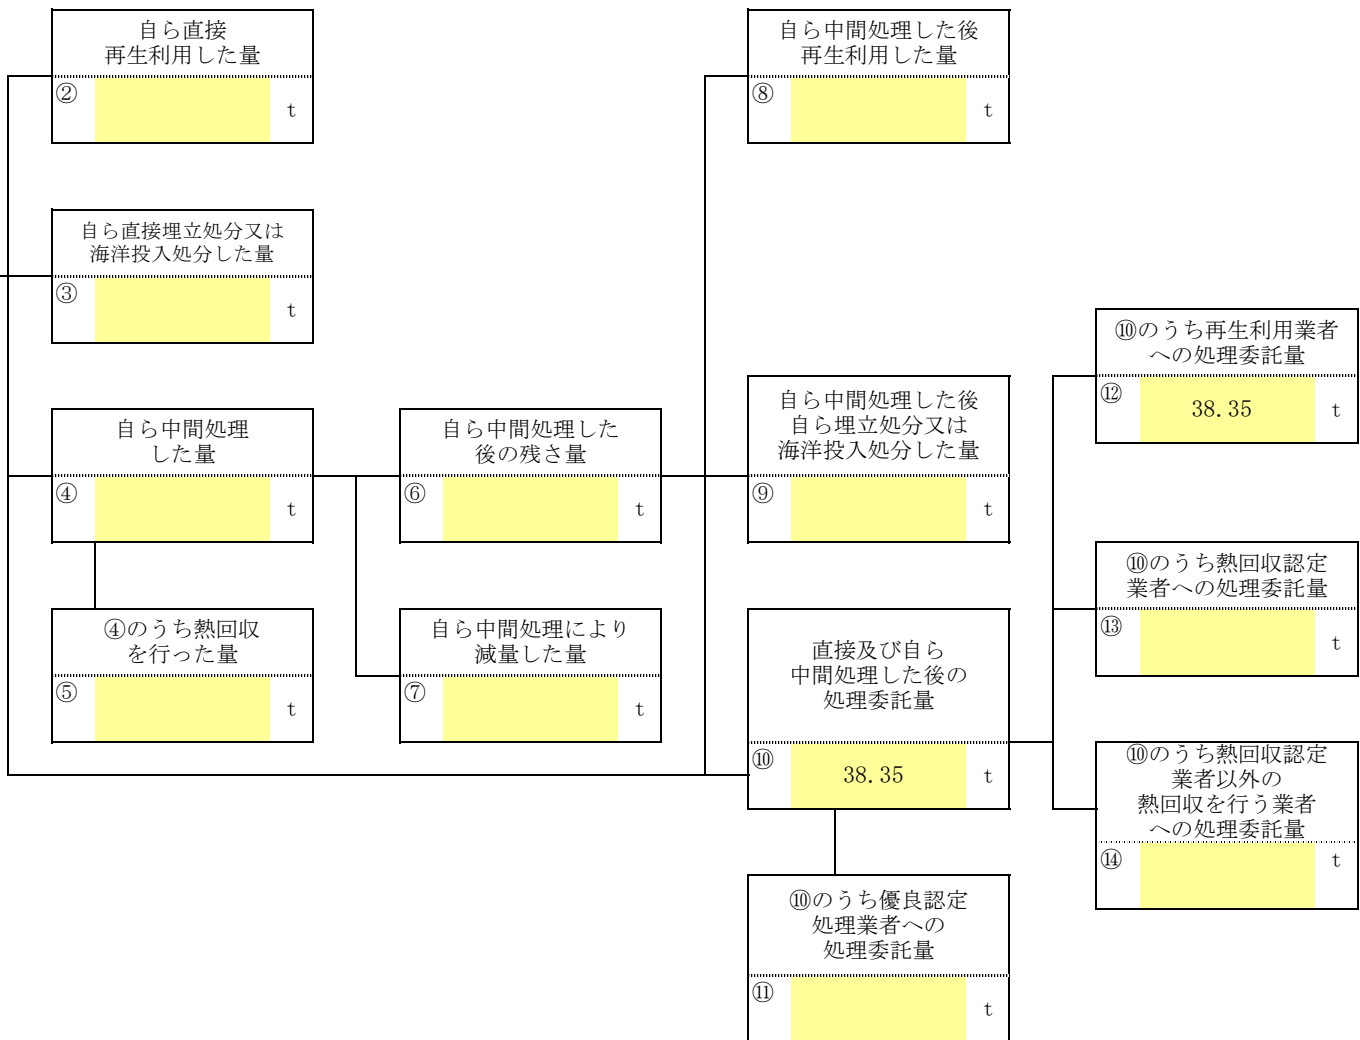 自ら直接
再生利用した量
②
t
自ら中間処理した後
再生利用した量
⑧
t
自ら直接埋立処分又は
海洋投入処分した量
③
t
⑩のうち再生利用業者
への処理委託量
⑫
38.35
t
自ら中間処理
した量
④
t
自ら中間処理した
後の残さ量
⑥
t
自ら中間処理した後
自ら埋立処分又は
海洋投入処分した量
⑨
t
⑩のうち熱回収認定
業者への処理委託量
⑬
t
④のうち熱回収
を行った量
⑤
t
自ら中間処理により
減量した量
⑦
t
直接及び自ら
中間処理した後の
処理委託量
⑩
38.35
t
⑩のうち熱回収認定
業者以外の
熱回収を行う業者
への処理委託量
⑭
t
⑩のうち優良認定
処理業者への
処理委託量
⑪
t